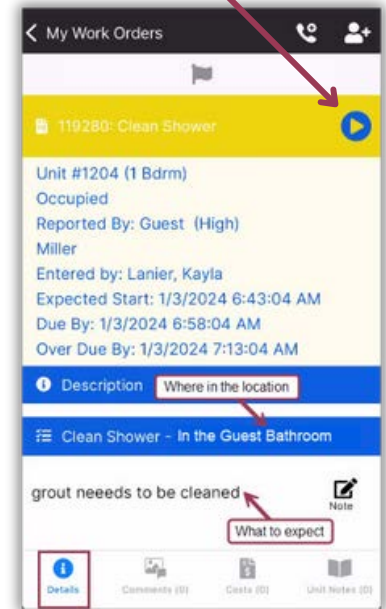 My Work Orders
119280: Clean Shower
Unit #1204 (1 Bdrm)
Occupied
Reported By: Guest (High)
Miller
Entered by: Lanier, Kayla
Expected Start: 1/3/2024 6:43:04 AM
Due By: 1/3/2024 6:58:04 AM
Over Due By: 1/3/2024 7:13:04 AM
Description Where in the location
Clean Shower - In the Guest Bathroom
grout neeeds to be cleaned
Note
What to expect
Details Comments (0) Costs (0) Unit Notes (0)